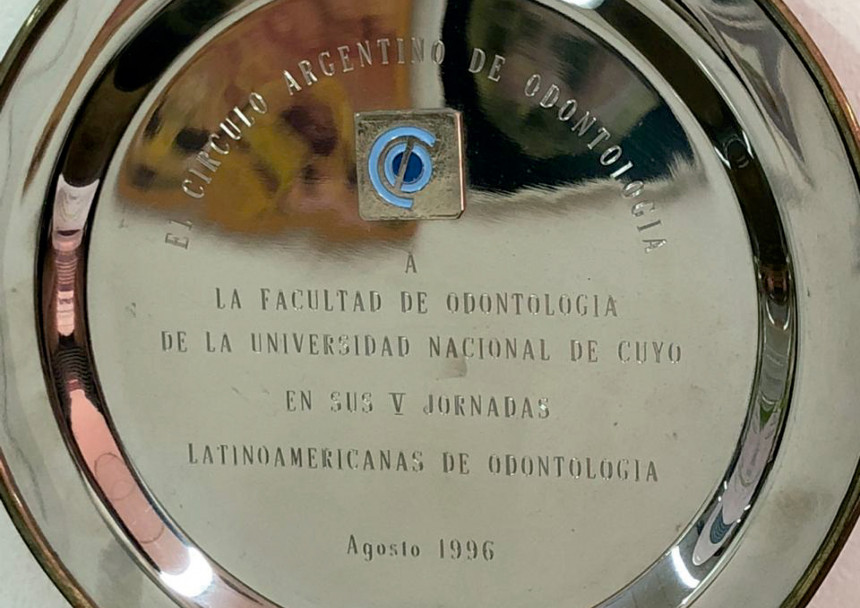 EL CIRCULO ARGENTINO DE ODONTOLOGIA
A
LA FACULTAD DE ODONTOLOGIA
DE LA UNIVERSIDAD NACIONAL DE CUYO
EN SUS V JORNADAS
LATINOAMERICANAS DE ODONTOLOGIA
Agosto 1996